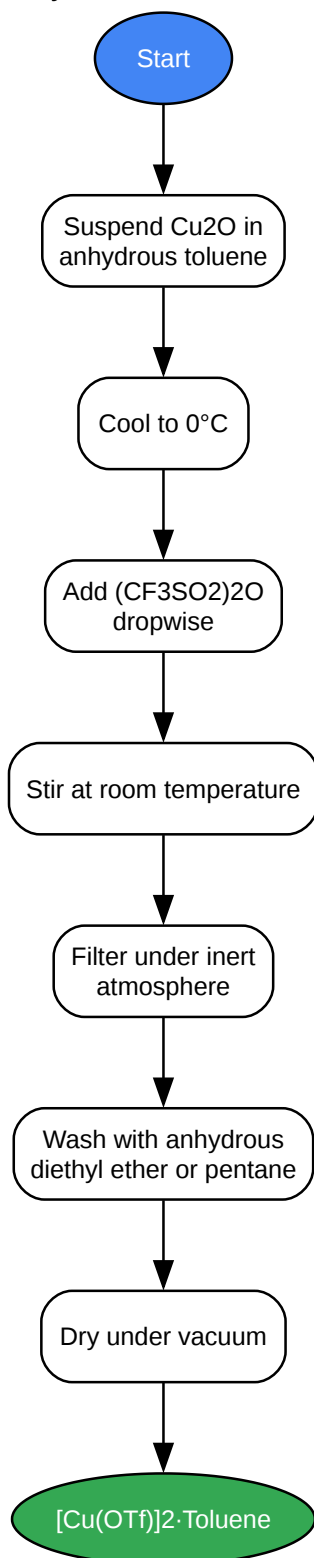 Start
Suspend Cu2O in
anhydrous toluene
Cool to 0°C
Add (CF3SO2)2O
dropwise
Stir at room temperature
Filter under inert
atmosphere
Wash with anhydrous
diethyl ether or pentane
Dry under vacuum
[Cu(OTf)]2·Toluene